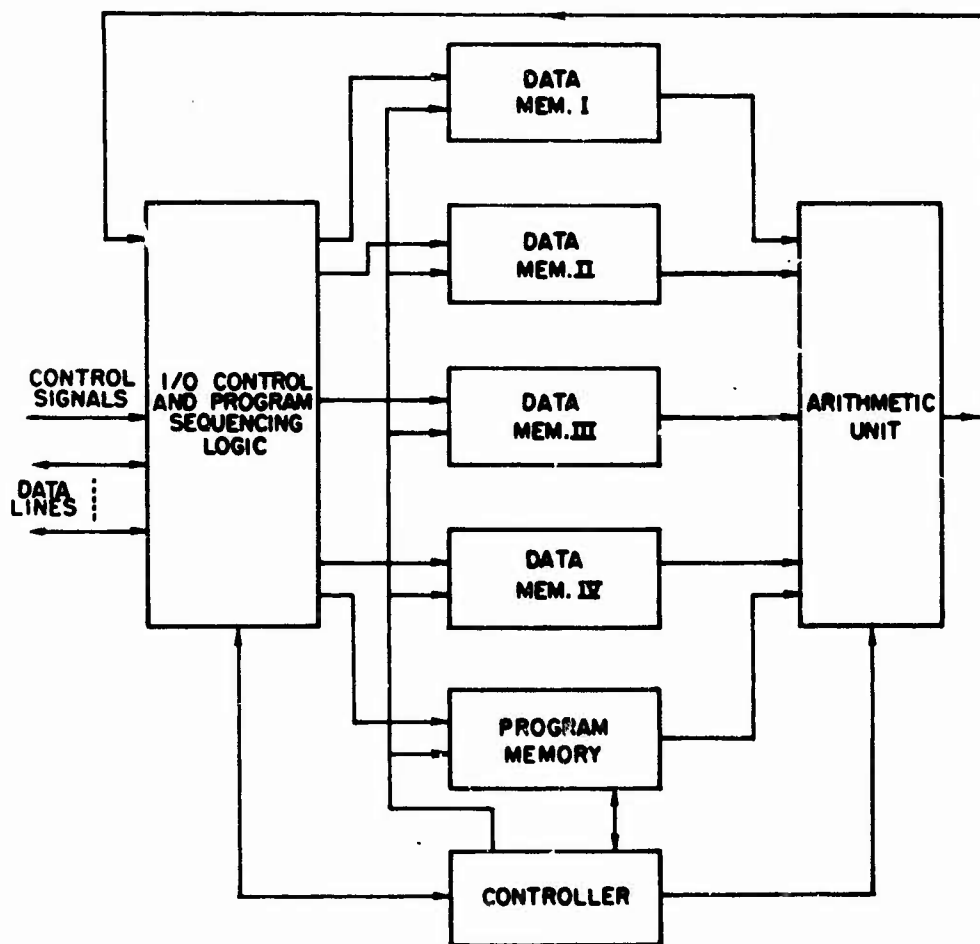 DATA
MEM. I
DATA
MEM. II
DATA
MEM. III
DATA
MEM. IV
PROGRAM
MEMORY
CONTROLLER
I/O CONTROL
AND PROGRAM
SEQUENCING
LOGIC
CONTROL
SIGNALS
DATA
LINES
ARITHMETIC
UNIT